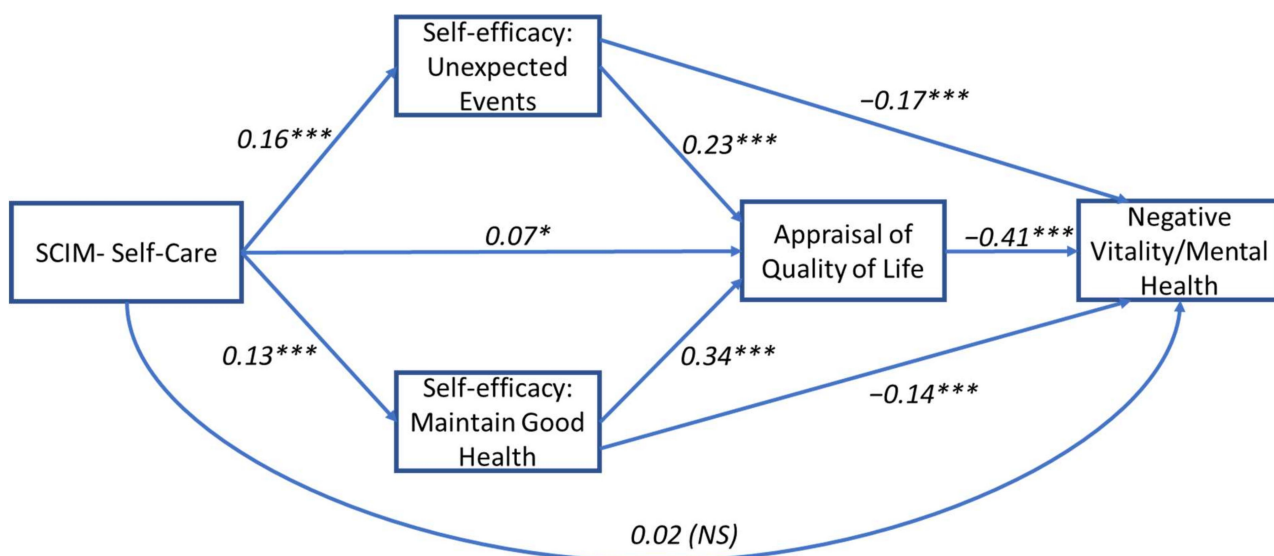 Self-efficacy:
Unexpected
Events
−0.17***
0.16***
0.23***
SCIM- Self-Care
0.07*
Appraisal of
Quality of Life
−0.41***
Negative
Vitality/Mental
Health
0.13***
0.34***
Self-efficacy:
Maintain Good
Health
−0.14***
0.02 (NS)